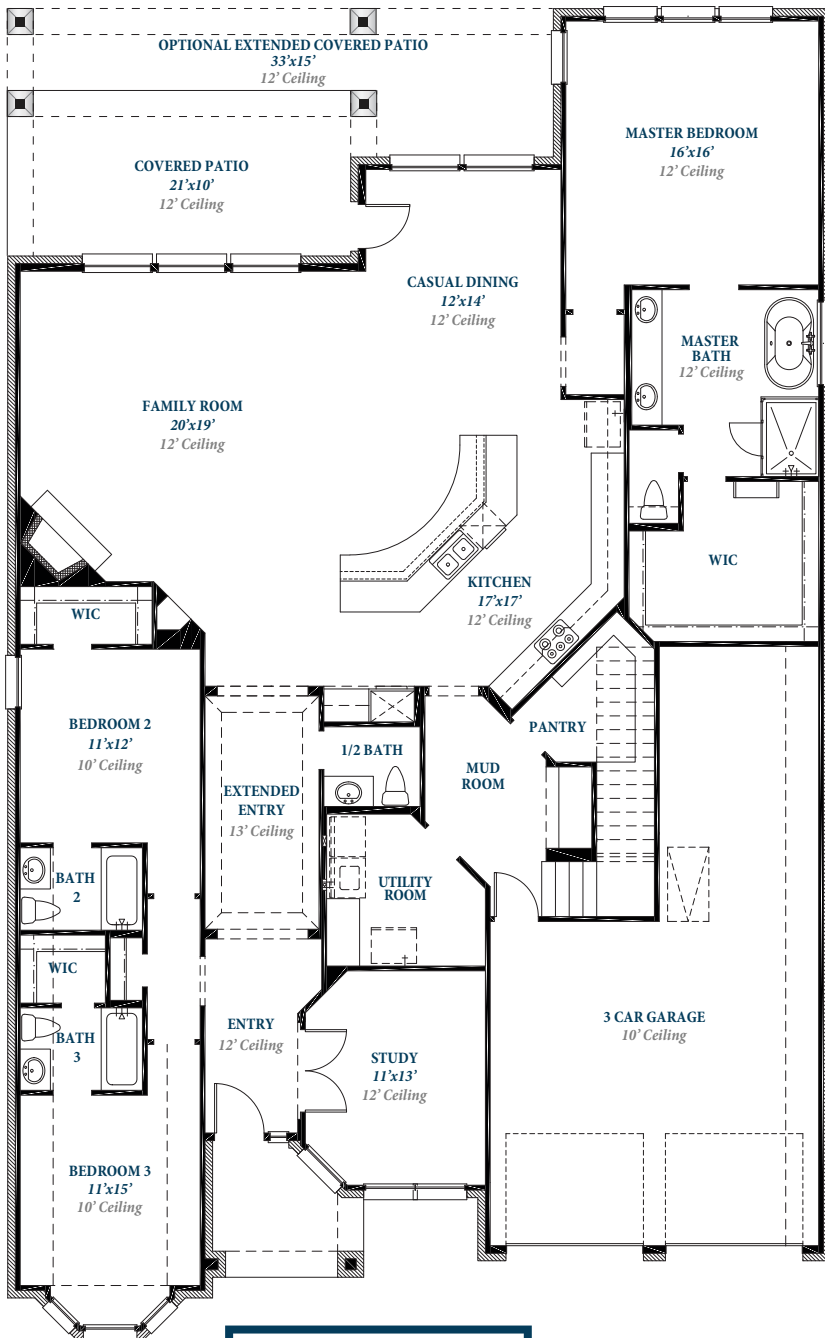 OPTIONAL EXTENDED COVERED PATIO
33'x15'
12' Ceiling
MASTER BEDROOM
16'x16'
12' Ceiling
COVERED PATIO
21'x10'
12' Ceiling
CASUAL DINING
12'x14'
12' Ceiling
MASTER
BATH
12' Ceiling
FAMILY ROOM
20'x19'
12' Ceiling
WIC
KITCHEN
17'x17'
12' Ceiling
WIC
BEDROOM 2
11'x12'
10' Ceiling
PANTRY
1/2 BATH
MUD
ROOM
EXTENDED
ENTRY
13' Ceiling
BATH
2
UTILITY
ROOM
WIC
ENTRY
12' Ceiling
3 CAR GARAGE
10' Ceiling
BATH
3
STUDY
11'x13'
12' Ceiling
BEDROOM 3
11'x15'
10' Ceiling